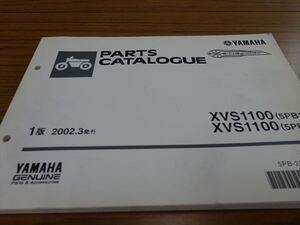 YAMAHA
PARTS
CATALOGUE
XVS1100 (5PB
XVS1100 (5P
1版 2002.3発行
5PB-2
YAMAHA
GENUINE
Parts & Accessories